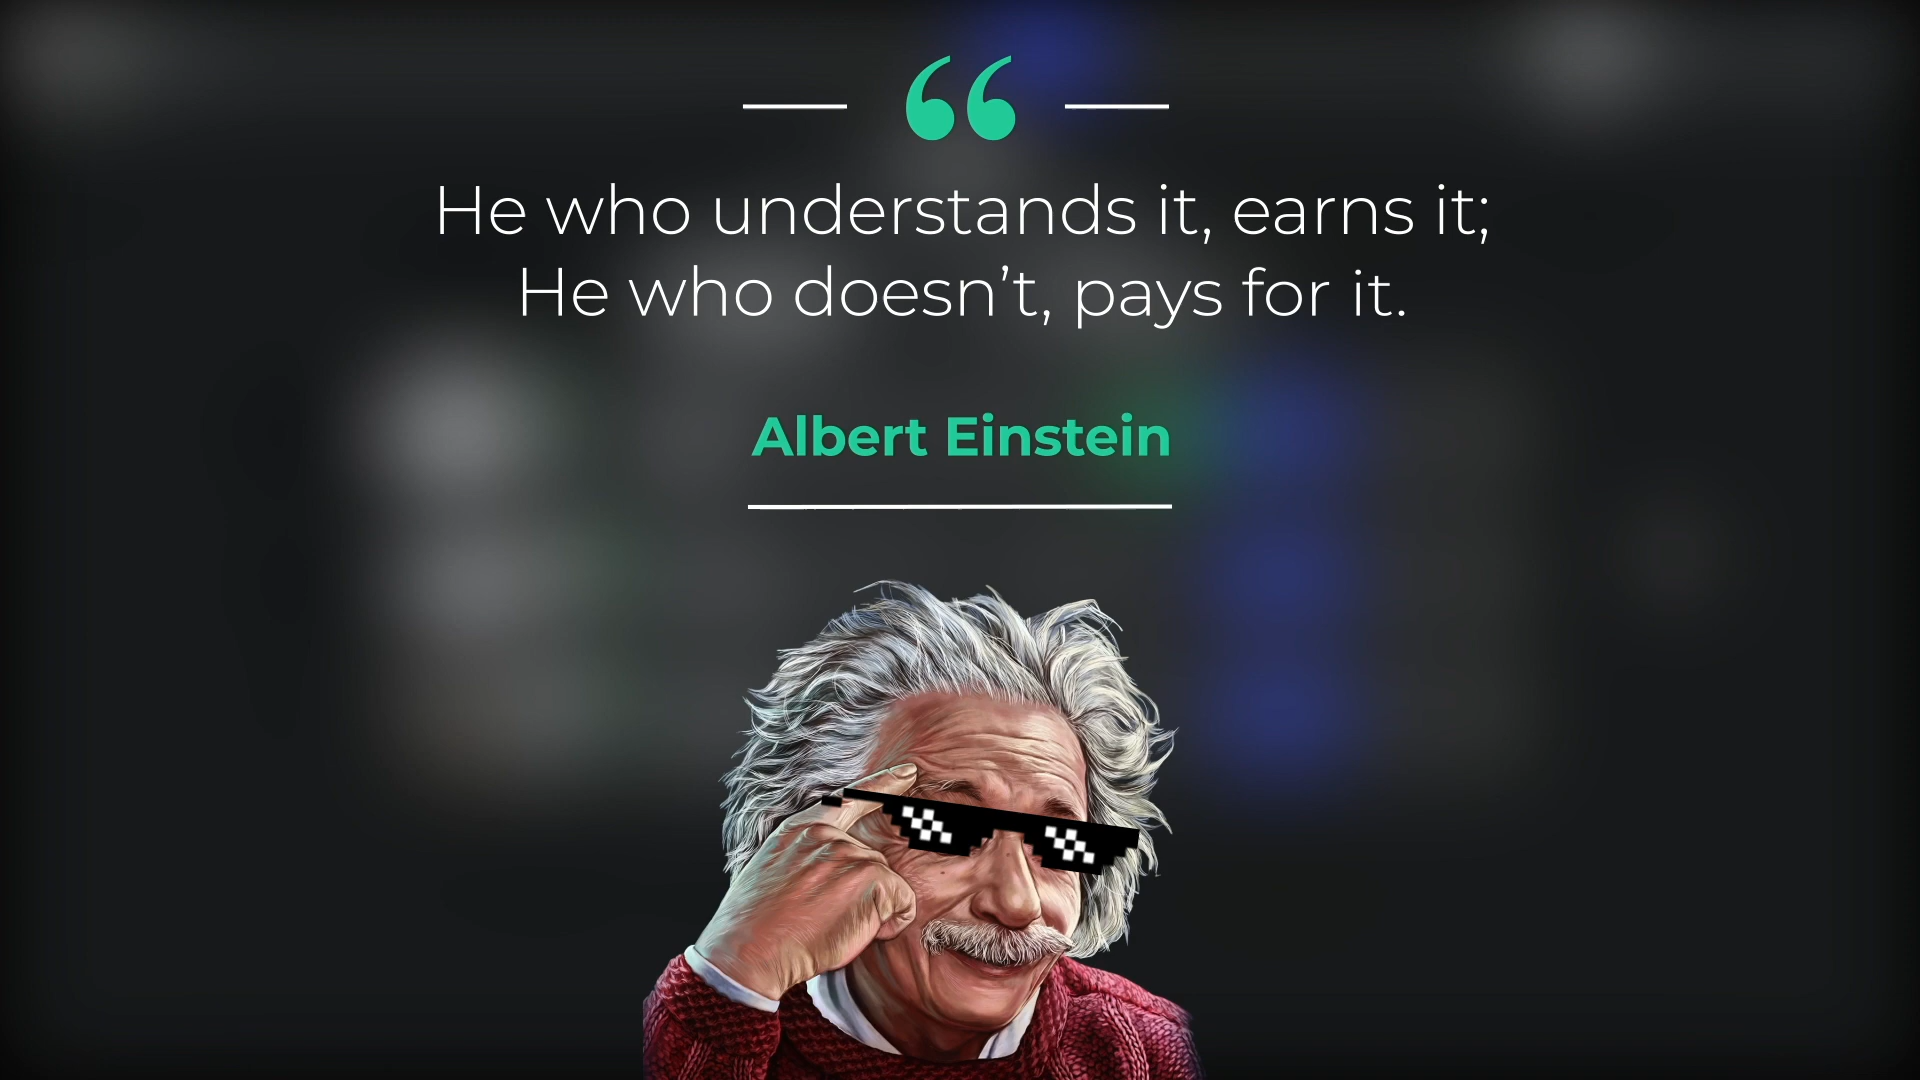 “
He who understands it, earns it;
He who doesn’t, pays for it.
Albert Einstein